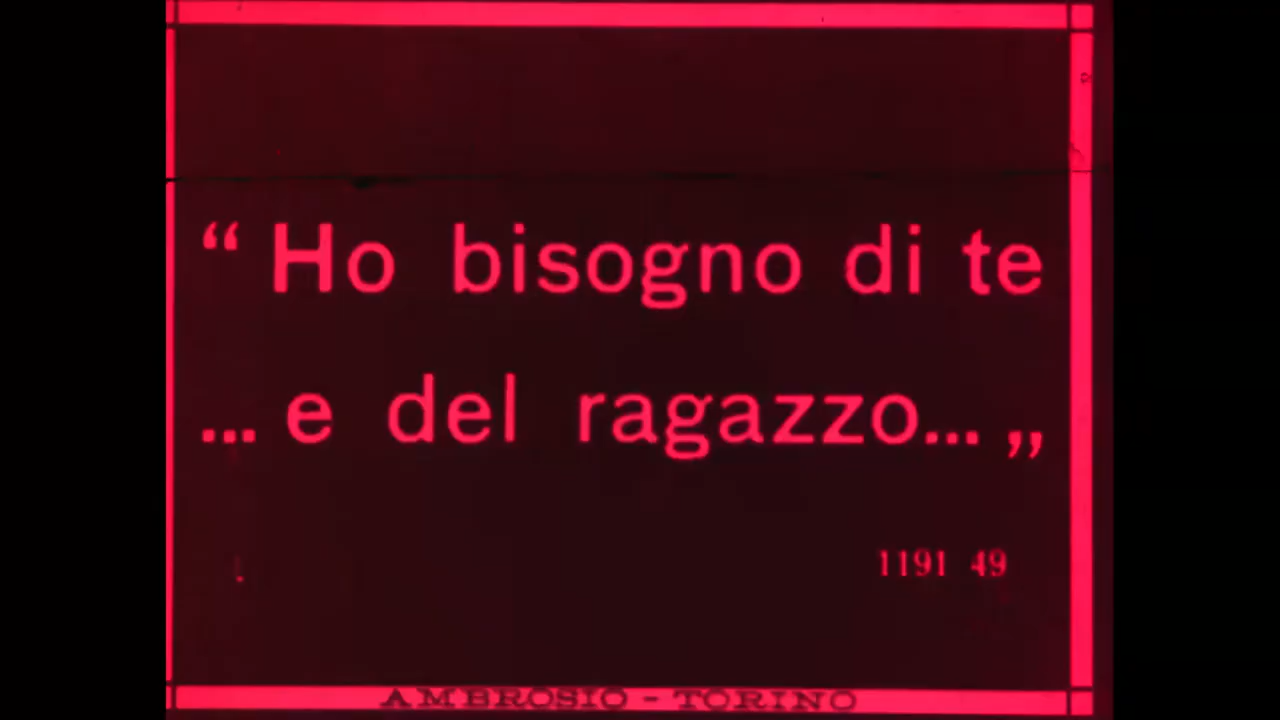 “ Ho bisogno di te
... e del ragazzo... „
1191 49
AMBROSIO - TORINO